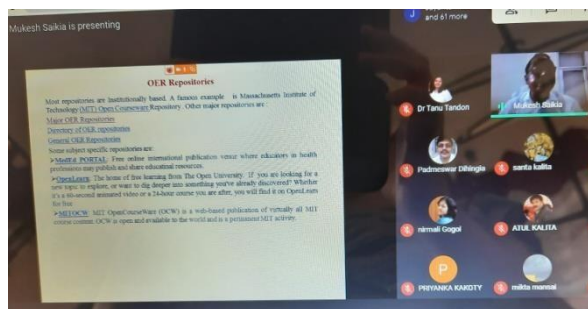 Mukesh Saikia is presenting
and 61 more
OER Repositories
Most repositories are Institutionally based. A famous example is Massachusetts Institute of
Technology (MIT) Open Courseware Repository. Other major repositories are:
Major OER Repositories
Directory of OER repositories
General OER Repositories
Some subject specific repositories are:
PORTAL: Free online international publication venue where educators in health
professions may publish and share educational resources.
➤OpenLearn: The home of free learning from The Open University. If you are looking for a
new topic to explore, or want to dig deeper into something you've already discovered? Whether
it's a 60-second animated video or a 24-hour course you are after, you will find it on OpenLearn
for free.
➤MITOCW: MIT OpenCourseWare (OCW) is a web-based publication of virtually all MIT
course content. OCW is open and available to the world and is a permanent MIT activity.
J
Dr Tanu Tandon
Mukesh Saikia
Padmeswar Dihingia
santa kalita
nirmali Gogoi
ATUL KALITA
P
PRIYANKA KAKOTY
mikta mansai